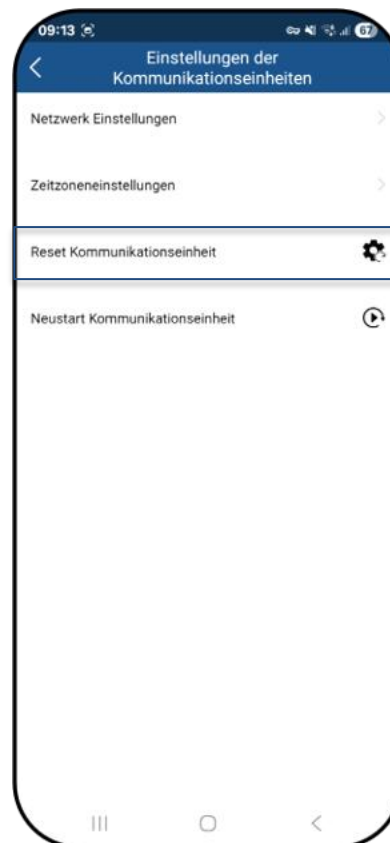 09:13
67
Einstellungen der
Kommunikationseinheiten
Netzwerk Einstellungen
Zeitzoneneinstellungen
Reset Kommunikationseinheit
Neustart Kommunikationseinheit